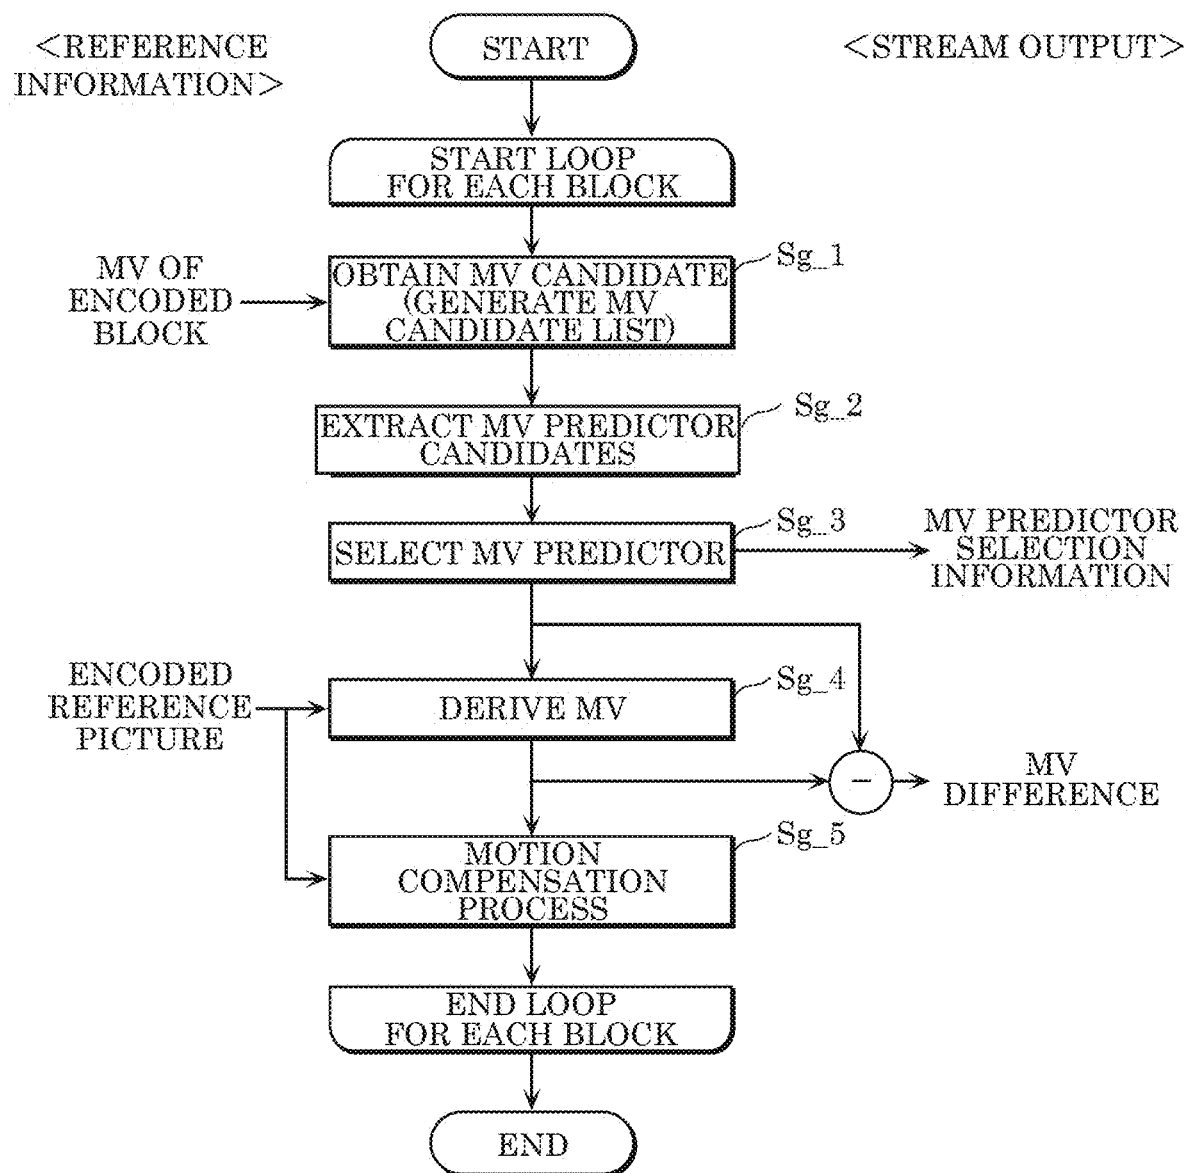 <REFERENCE
INFORMATION>
START
<STREAM OUTPUT>
START LOOP
FOR EACH BLOCK
MV OF
ENCODED
BLOCK
OBTAIN MV CANDIDATE
(GENERATE MV
CANDIDATE LIST)
Sg_1
EXTRACT MV PREDICTOR
CANDIDATES
Sg_2
SELECT MV PREDICTOR
Sg_3
MV PREDICTOR
SELECTION
INFORMATION
ENCODED
REFERENCE
PICTURE
DERIVE MV
Sg_4
−
MV
DIFFERENCE
MOTION
COMPENSATION
PROCESS
Sg_5
END LOOP
FOR EACH BLOCK
END